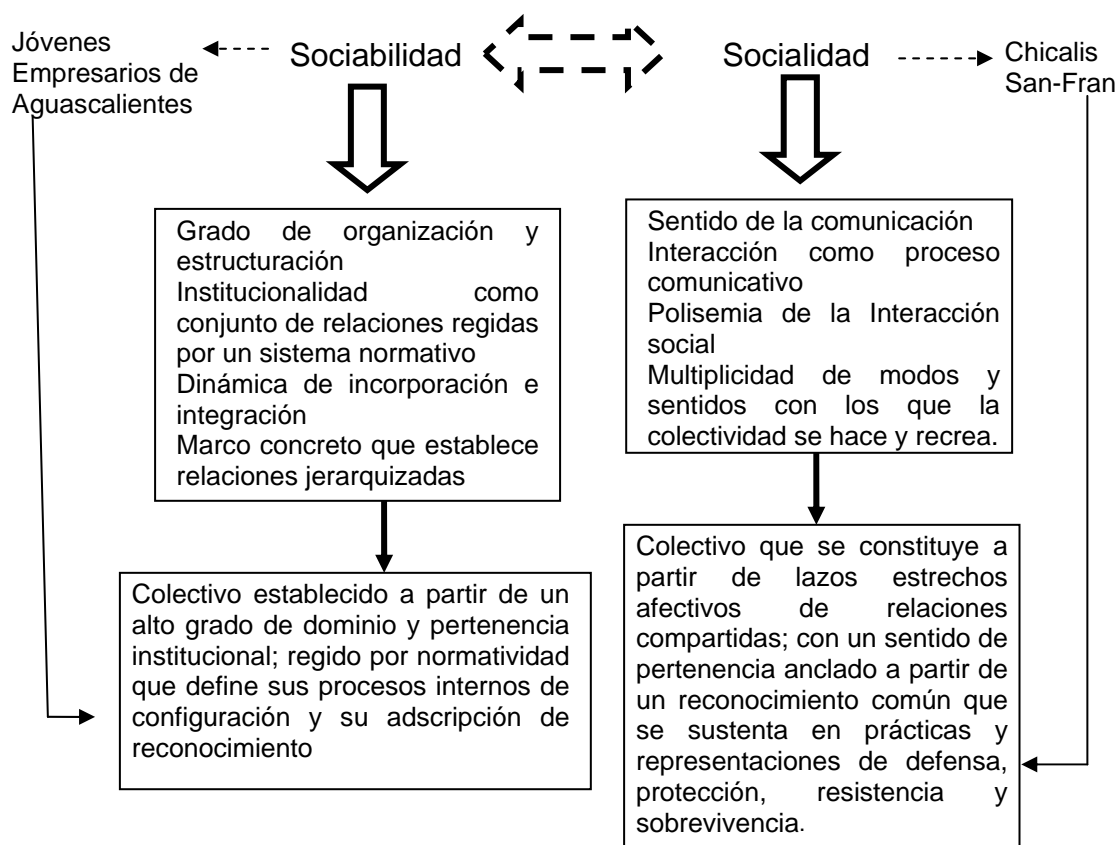 Jóvenes
Empresarios de
Aguascalientes
Sociabilidad
Socialidad
Chicalis
San-Fran
Grado de organización y
estructuración
Institucionalidad como
conjunto de relaciones regidas
por un sistema normativo
Dinámica de incorporación e
integración
Marco concreto que establece
relaciones jerarquizadas
Sentido de la comunicación
Interacción como proceso
comunicativo
Polisemia de la Interacción
social
Multiplicidad de modos y
sentidos con los que la
colectividad se hace y recrea.
Colectivo establecido a partir de un
alto grado de dominio y pertenencia
institucional; regido por normatividad
que define sus procesos internos de
configuración y su adscripción de
reconocimiento
Colectivo que se constituye a
partir de lazos estrechos
afectivos de relaciones
compartidas; con un sentido de
pertenencia anclado a partir de
un reconocimiento común que
se sustenta en prácticas y
representaciones de defensa,
protección, resistencia y
sobrevivencia.